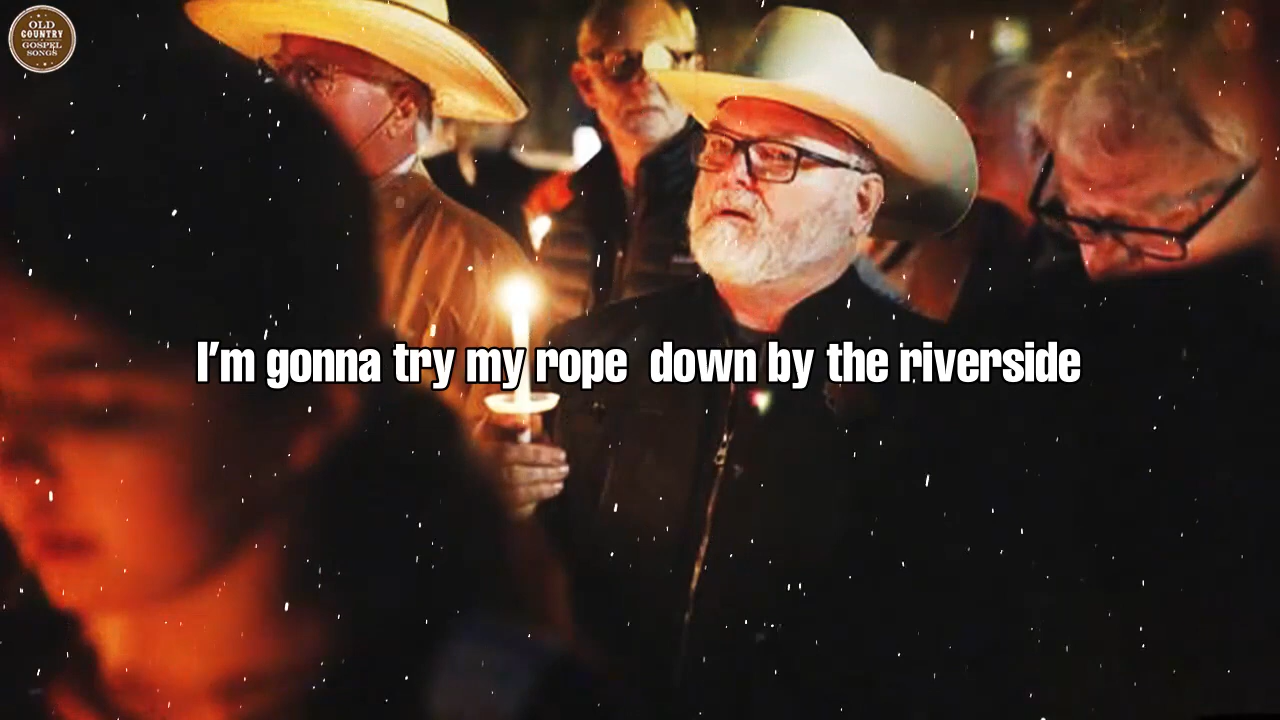 OLD
COUNTRY
GOSPEL
SONGS
I'm gonna try my rope  down by the riverside